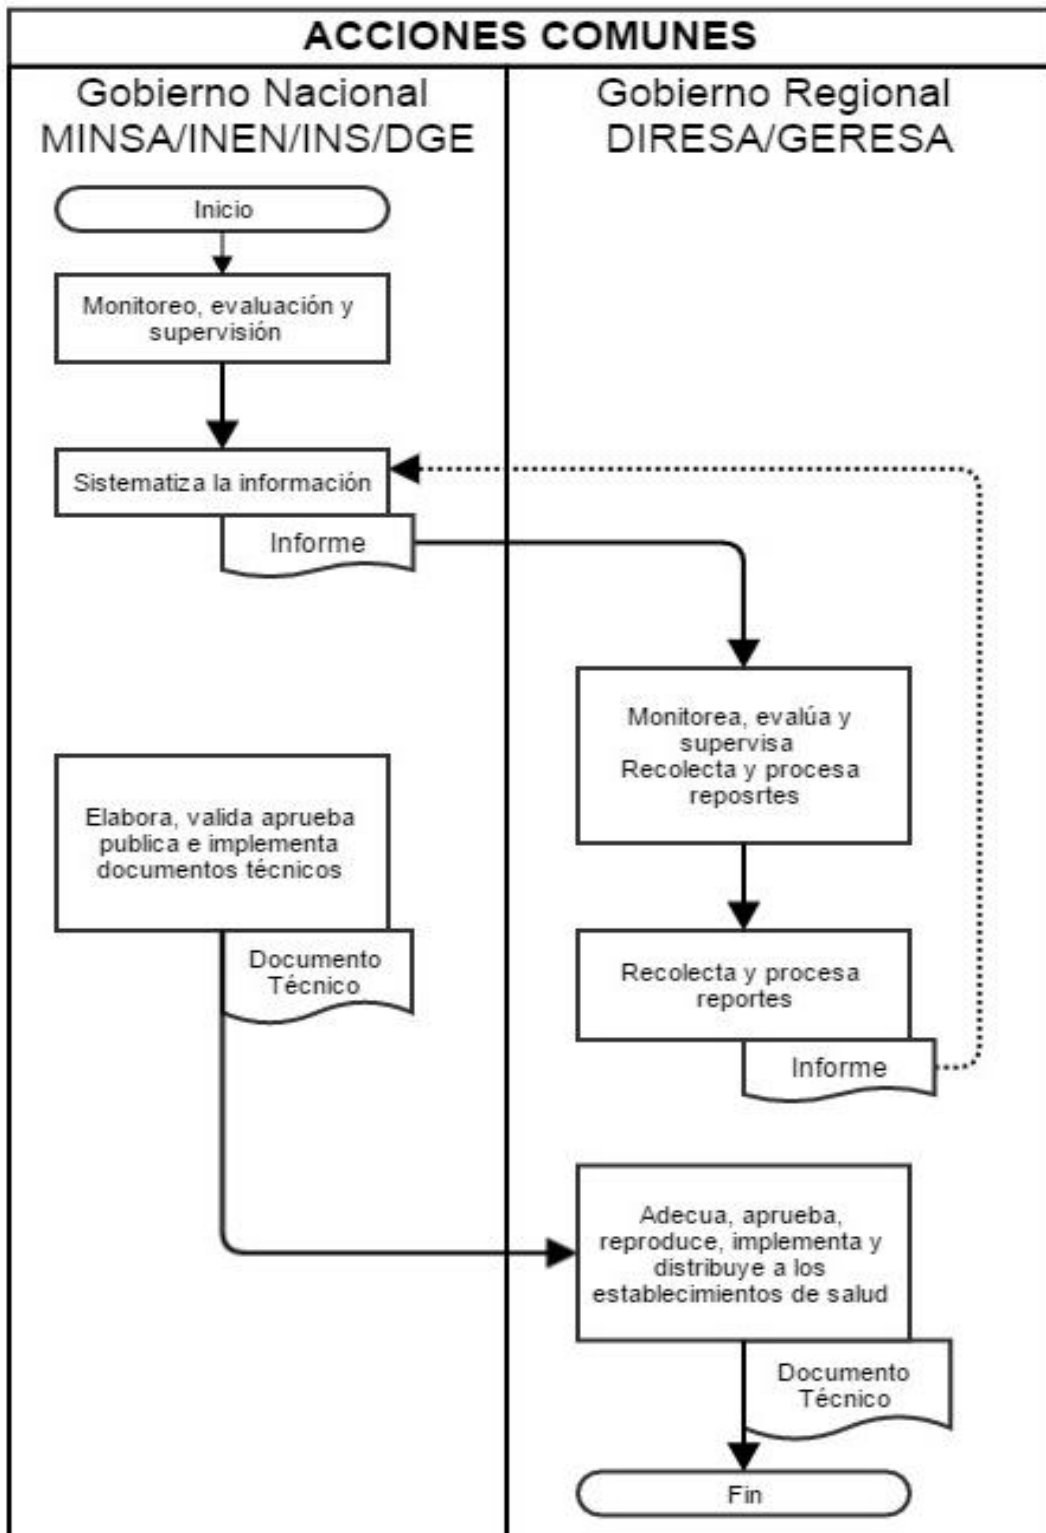 ACCIONES COMUNES
Gobierno Nacional
MINSA/INEN/INS/DGE
Gobierno Regional
DIRESA/GERESA
Inicio
Monitoreo, evaluación y
supervisión
Sistematiza la información
Informe
Monitorea, evalúa y
supervisa
Recolecta y procesa
reposrtes
Elabora, valida aprueba
publica e implementa
documentos técnicos
Documento
Técnico
Recolecta y procesa
reportes
Informe
Adecua, aprueba,
reproduce, implementa y
distribuye a los
establecimientos de salud
Documento
Técnico
Fin